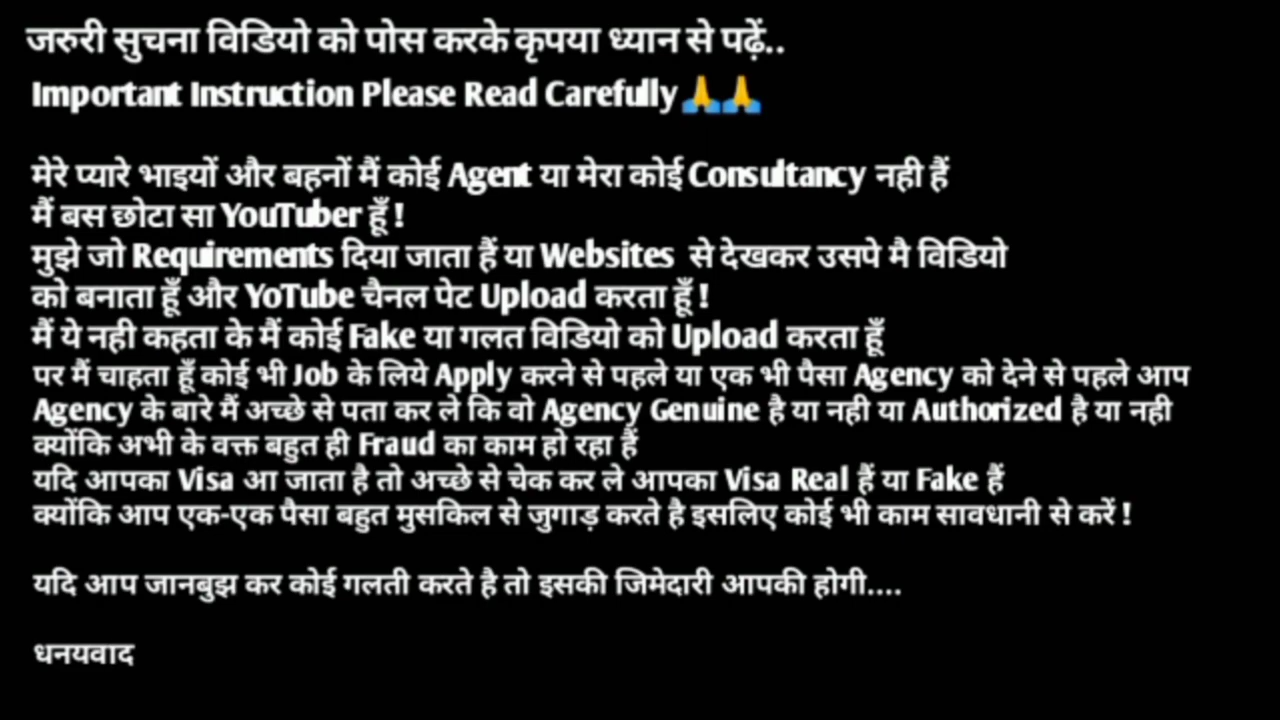 जरुरी सुचना विडियो को पोस करके कृपया ध्यान से पढ़ें..
Important Instruction Please Read Carefully🙏🙏
मेरे प्यारे भाइयों और बहनों मैं कोई Agent या मेरा कोई Consultancy नही हैं
मैं बस छोटा सा YouTuber हूँ !
मुझे जो Requirements दिया जाता हैं या Websites से देखकर उसपे मै विडियो
को बनाता हूँ और YoTube चैनल पेट Upload करता हूँ !
मैं ये नही कहता के मैं कोई Fake या गलत विडियो को Upload करता हूँ
पर मैं चाहता हूँ कोई भी Job के लिये Apply करने से पहले या एक भी पैसा Agency को देने से पहले आप
Agency के बारे मैं अच्छे से पता कर ले कि वो Agency Genuine है या नही या Authorized है या नही
क्योंकि अभी के वक्त बहुत ही Fraud का काम हो रहा हैं
यदि आपका Visa आ जाता है तो अच्छे से चेक कर ले आपका Visa Real हैं या Fake हैं
क्योंकि आप एक-एक पैसा बहुत मुसकिल से जुगाड़ करते है इसलिए कोई भी काम सावधानी से करें !
यदि आप जानबुझ कर कोई गलती करते है तो इसकी जिमेदारी आपकी होगी....
धनयवाद